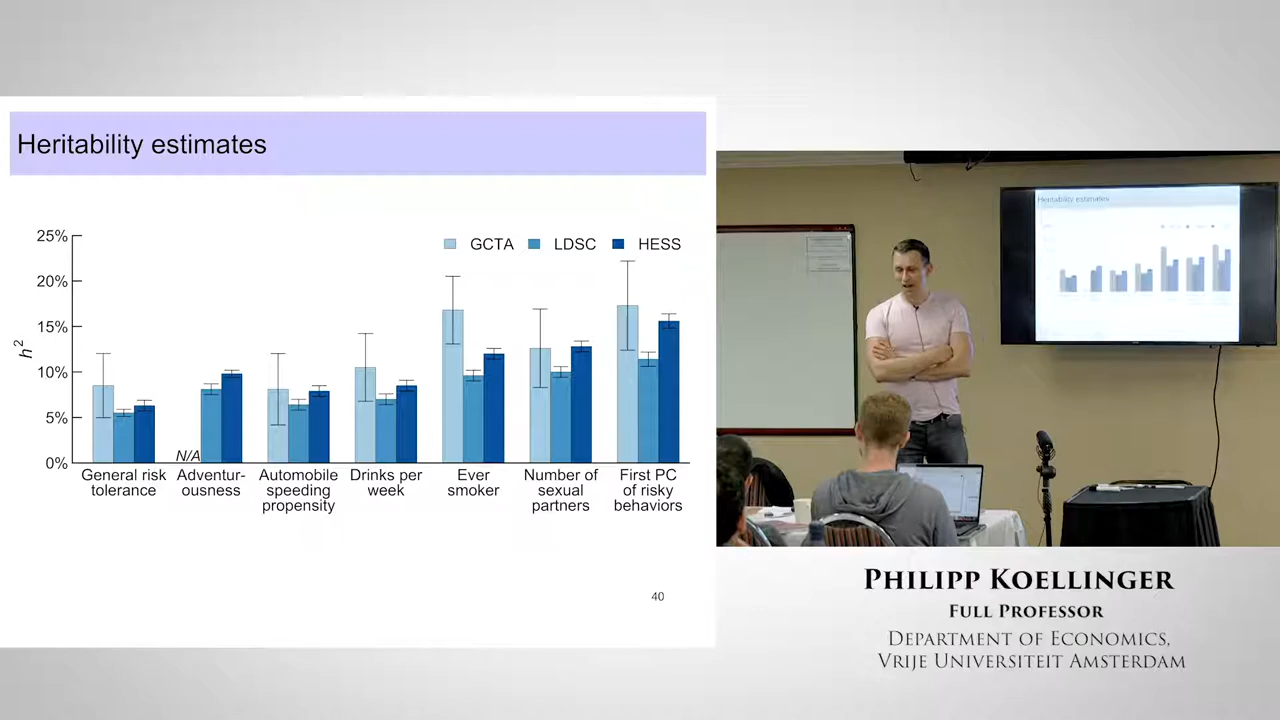 Heritability estimates
25%
20%
15%
10%
5%
0%
h²
GCTA LDSC HESS
N/A
General risk
tolerance
Adventur-
ousness
Automobile
speeding
propensity
Drinks per
week
Ever
smoker
Number of
sexual
partners
First PC
of risky
behaviors
40
Heritability estimates
PHILIPP KOELLINGER
FULL PROFESSOR
DEPARTMENT OF ECONOMICS,
VRIJE UNIVERSITEIT AMSTERDAM